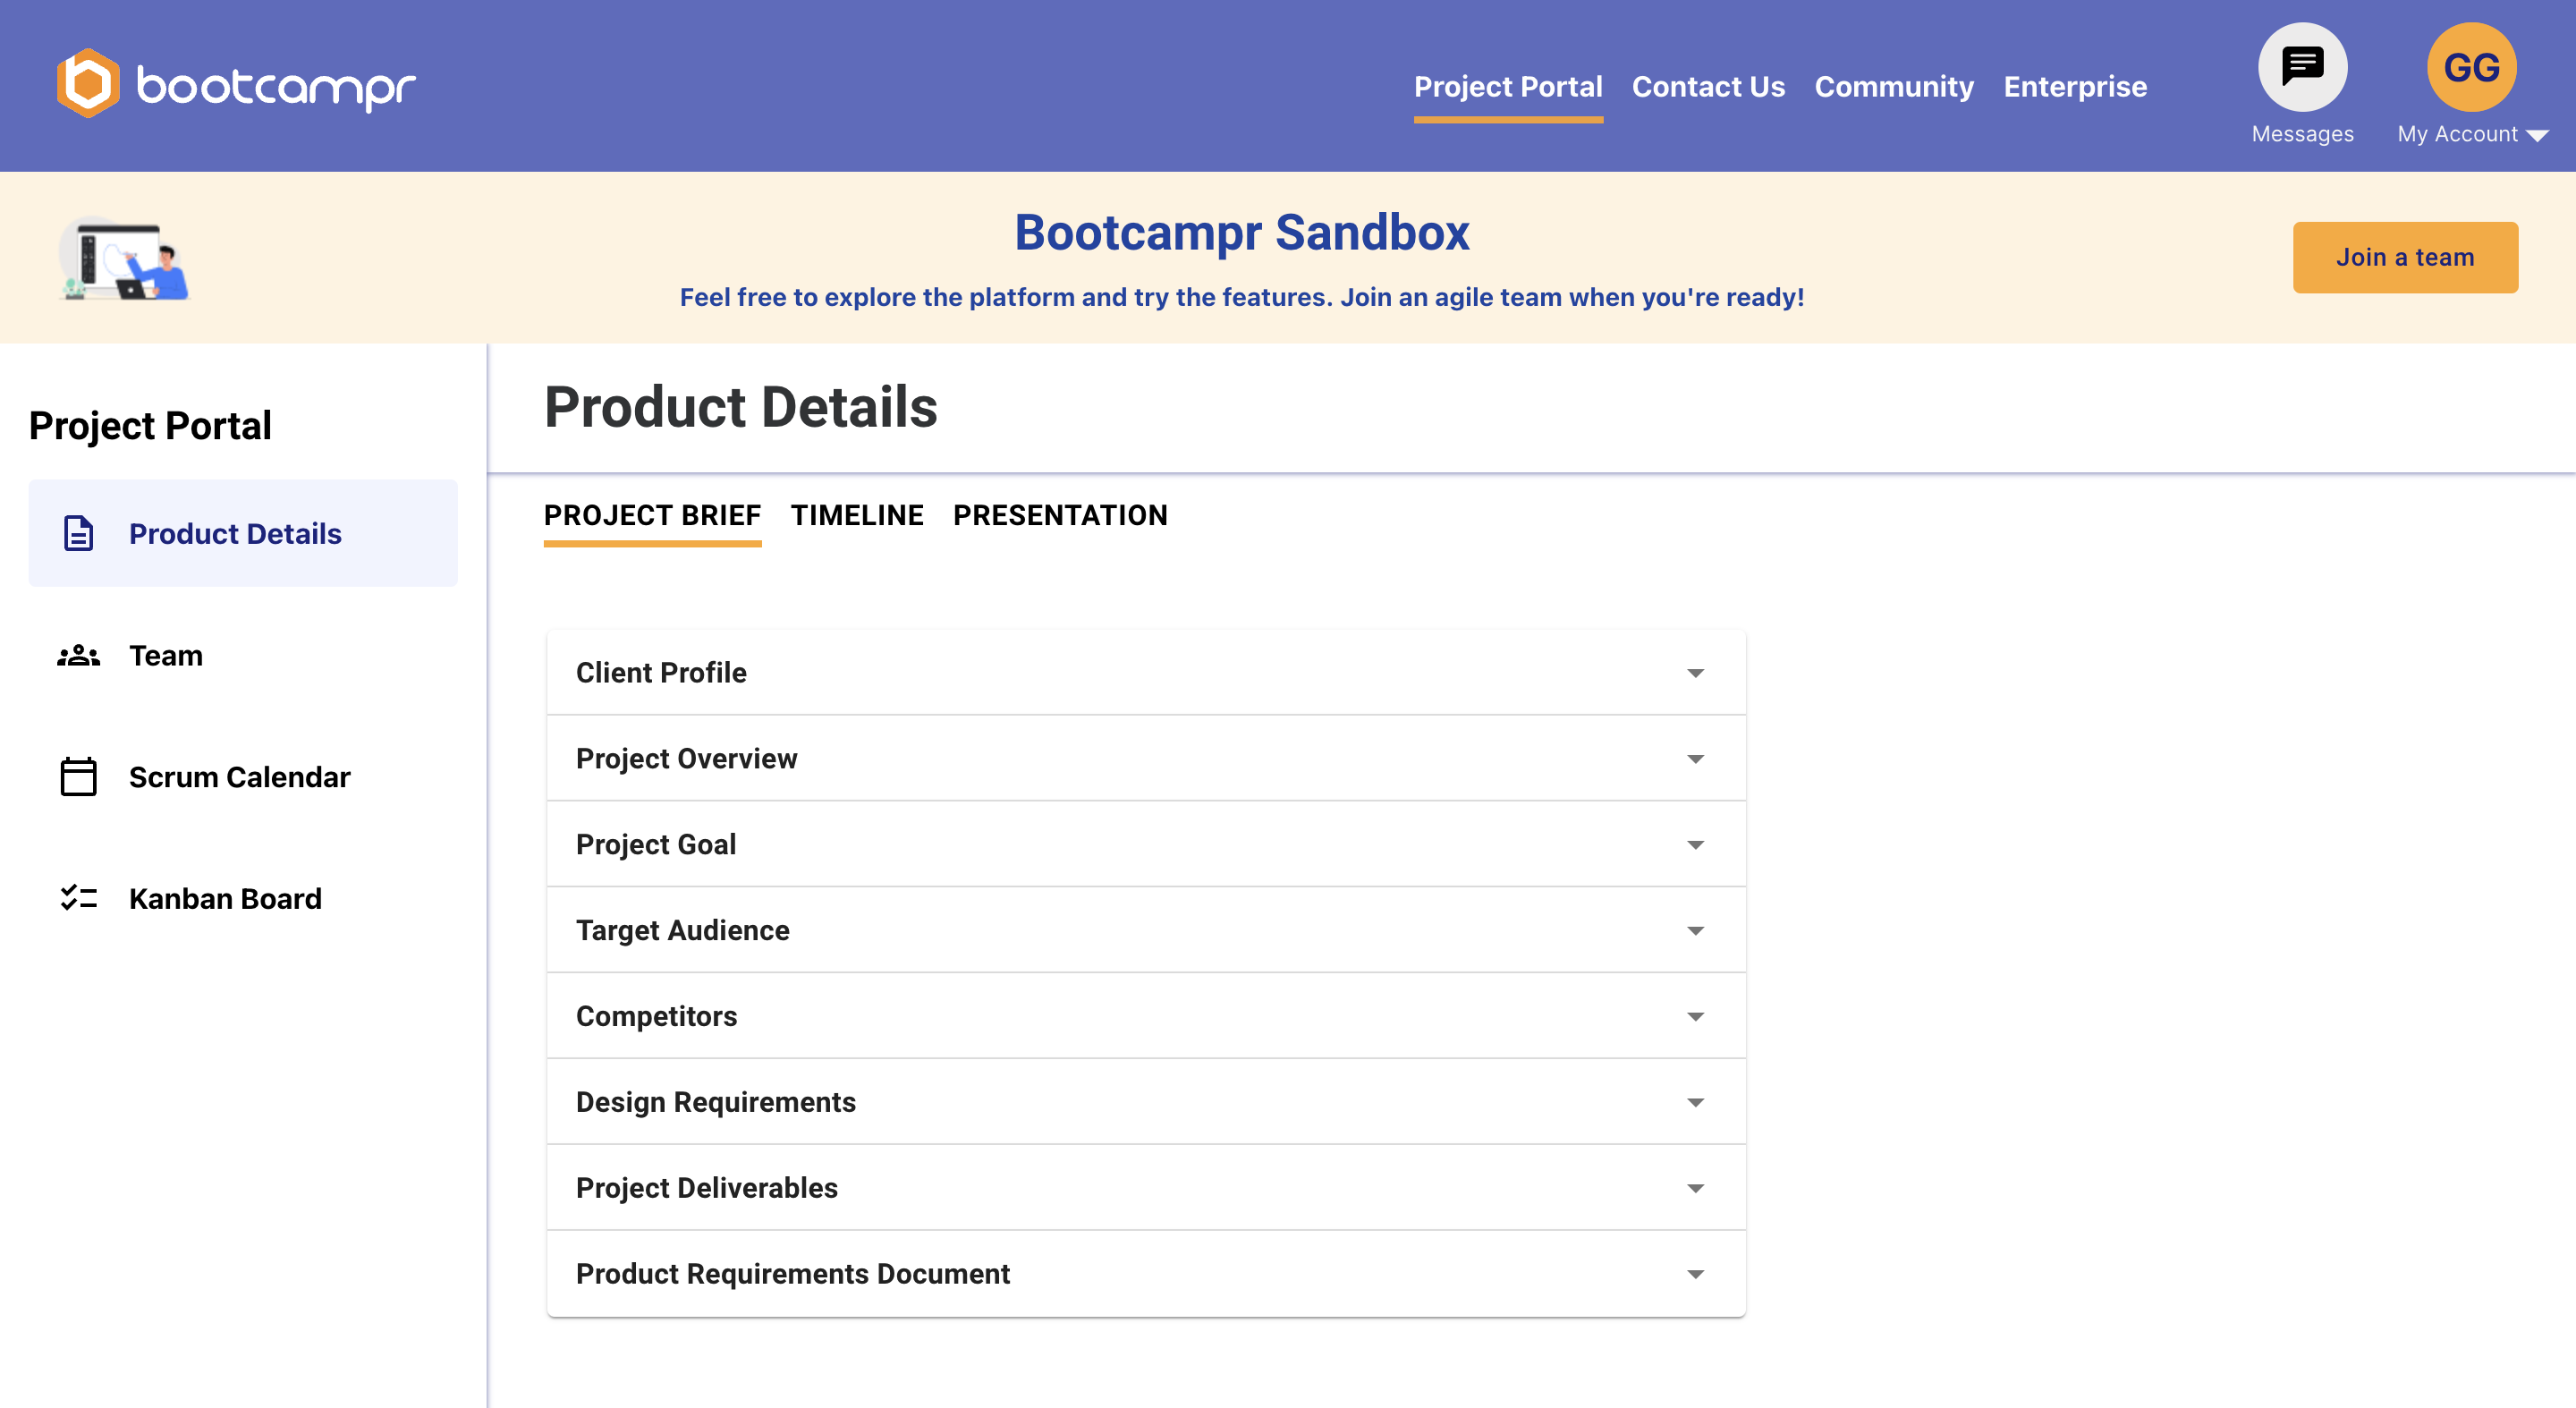 bootcampr
Project Portal Contact Us Community Enterprise
GG
Messages My Account
Bootcampr Sandbox
Feel free to explore the platform and try the features. Join an agile team when you're ready!
Join a team
Project Portal
Product Details
Team
Scrum Calendar
Kanban Board
Product Details
PROJECT BRIEF TIMELINE PRESENTATION
Client Profile
Project Overview
Project Goal
Target Audience
Competitors
Design Requirements
Project Deliverables
Product Requirements Document